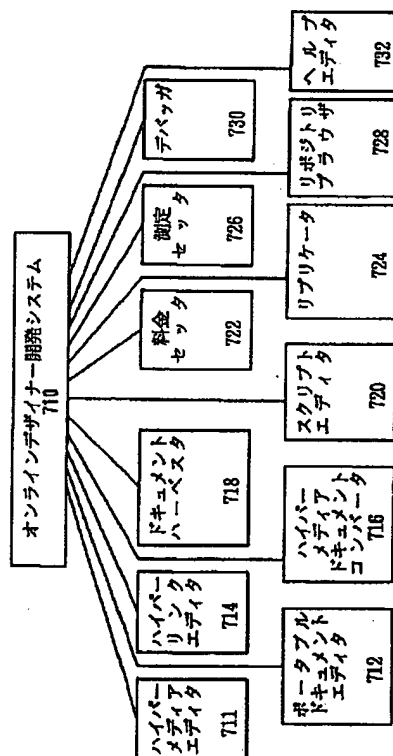 オンラインデザイナー開発システム
710
ハイパー
メディア
エディタ
711
ポータブル
ドキュメント
エディタ
712
ハイパー
リンク
エディタ
714
ハイパー
メディア
ドキュメント
コンバータ
716
ドキュメント
ハーベスタ
718
スクリプト
エディタ
720
料金
セッタ
722
リプリケータ
724
測定
セッタ
726
リポジトリ
ブラウザ
728
デバッガ
730
ヘルプ
エディタ
732